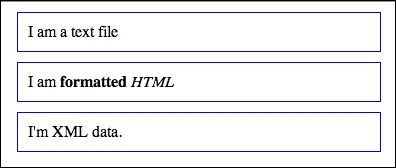 I am a text file
I am formatted HTML
I'm XML data.